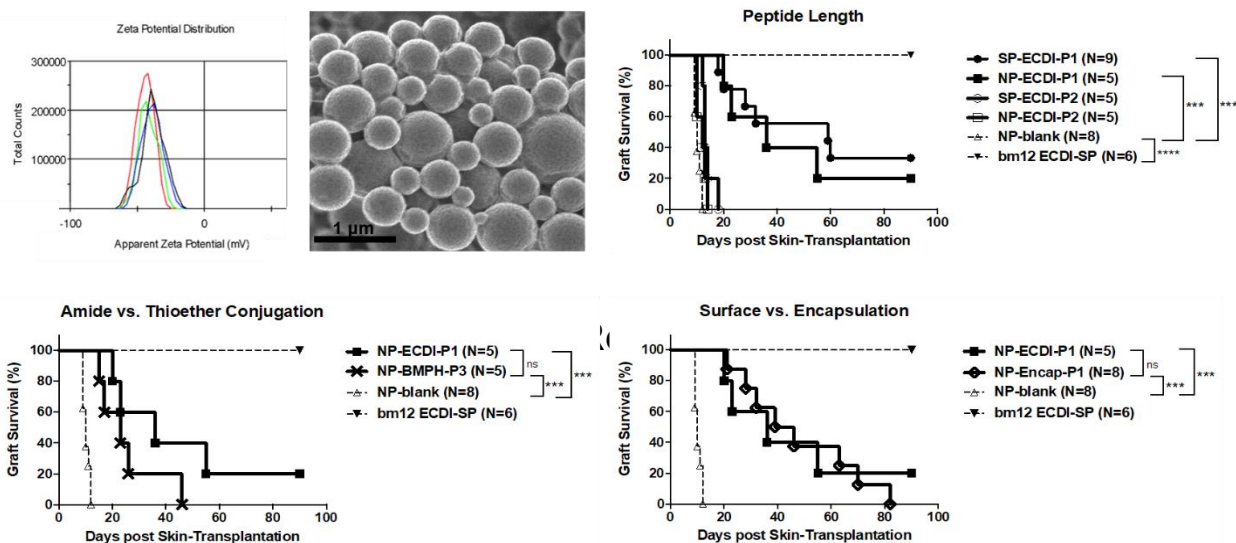 Zeta Potential Distribution
300000
200000
100000
Total Counts
-100
0
Apparent Zeta Potential (mV)
1 μm
Peptide Length
100
80
60
40
20
0
Graft Survival (%)
0 20 40 60 80 100
Days post Skin-Transplantation
SP-ECDI-P1 (N=9)
NP-ECDI-P1 (N=5)
SP-ECDI-P2 (N=5)
NP-ECDI-P2 (N=5)
NP-blank (N=8)
bm12 ECDI-SP (N=6)
***
***
****
Amide vs. Thioether Conjugation
100
80
60
40
20
0
Graft Survival (%)
0 20 40 60 80 100
Days post Skin-Transplantation
NP-ECDI-P1 (N=5)
NP-BMPH-P3 (N=5)
NP-blank (N=8)
bm12 ECDI-SP (N=6)
ns
***
***
Surface vs. Encapsulation
100
80
60
40
20
0
Graft Survival (%)
0 20 40 60 80 100
Days post Skin-Transplantation
NP-ECDI-P1 (N=5)
NP-Encap-P1 (N=8)
NP-blank (N=8)
bm12 ECDI-SP (N=6)
ns
***
***